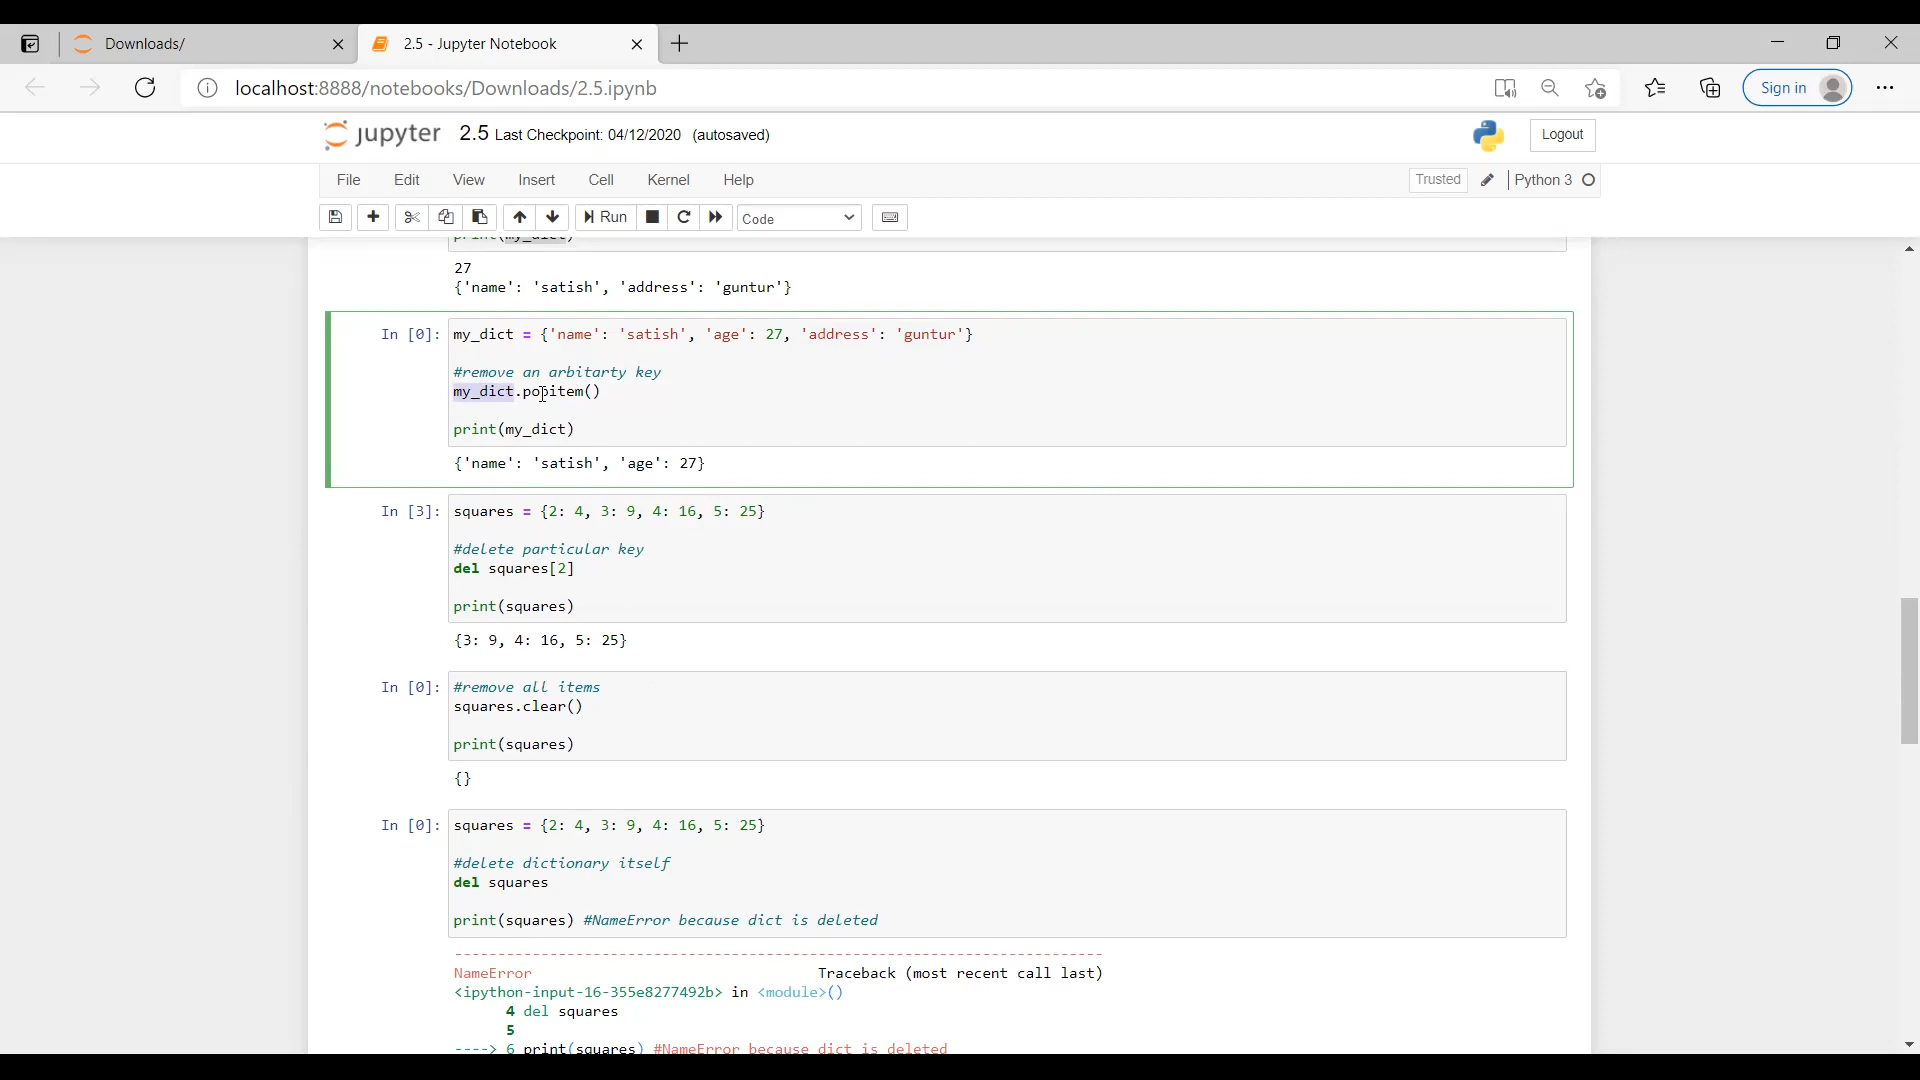 Downloads/
2.5 - Jupyter Notebook
localhost:8888/notebooks/Downloads/2.5.ipynb
Sign in
jupyter 2.5 Last Checkpoint: 04/12/2020 (autosaved)
Logout
File Edit View Insert Cell Kernel Help
Trusted
Python 3
Run
Code
print(my_dict)
27
{'name': 'satish', 'address': 'guntur'}
In [0]: my_dict = {'name': 'satish', 'age': 27, 'address': 'guntur'}
#remove an arbitarty key
my_dict.popitem()
print(my_dict)
{'name': 'satish', 'age': 27}
In [3]: squares = {2: 4, 3: 9, 4: 16, 5: 25}
#delete particular key
del squares[2]
print(squares)
{3: 9, 4: 16, 5: 25}
In [0]: #remove all items
squares.clear()
print(squares)
{}
In [0]: squares = {2: 4, 3: 9, 4: 16, 5: 25}
#delete dictionary itself
del squares
print(squares) #NameError because dict is deleted
---------------------------------------------------------------------------
NameError Traceback (most recent call last)
<ipython-input-16-355e8277492b> in <module>()
4 del squares
5
----> 6 print(squares) #NameError because dict is deleted